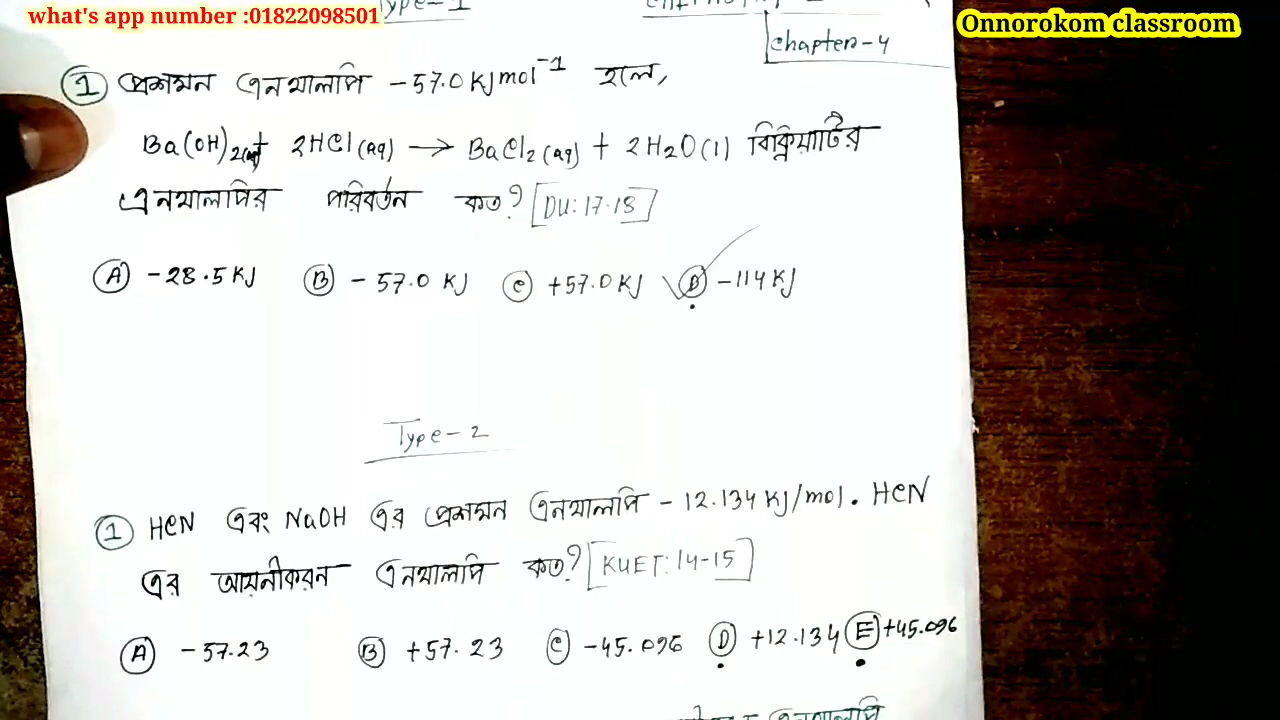 what's app number :01822098501
Type-1
Onnorokom classroom
chapter-4
① প্রশমন এনথালপি -57.0 KJmol⁻¹ হলে,
Ba(OH)₂(aq) + 2HCl(aq) → BaCl₂(aq) + 2H₂O(l) বিক্রিয়াটির
এনথালপির পরিবর্তন কত? [DU:17-18]
Ⓐ -28.5 KJ Ⓑ -57.0 KJ Ⓒ +57.0 KJ Ⓓ -114 KJ
Type-2
① HCN এবং NaOH এর প্রশমন এনথালপি -12.134 KJ/mol. HCN
এর আয়নীকরন এনথালপি কত? [KUET:14-15]
Ⓐ -57.23 Ⓑ +57.23 Ⓒ -45.096 Ⓓ +12.134 Ⓔ +45.096
এনথালপি